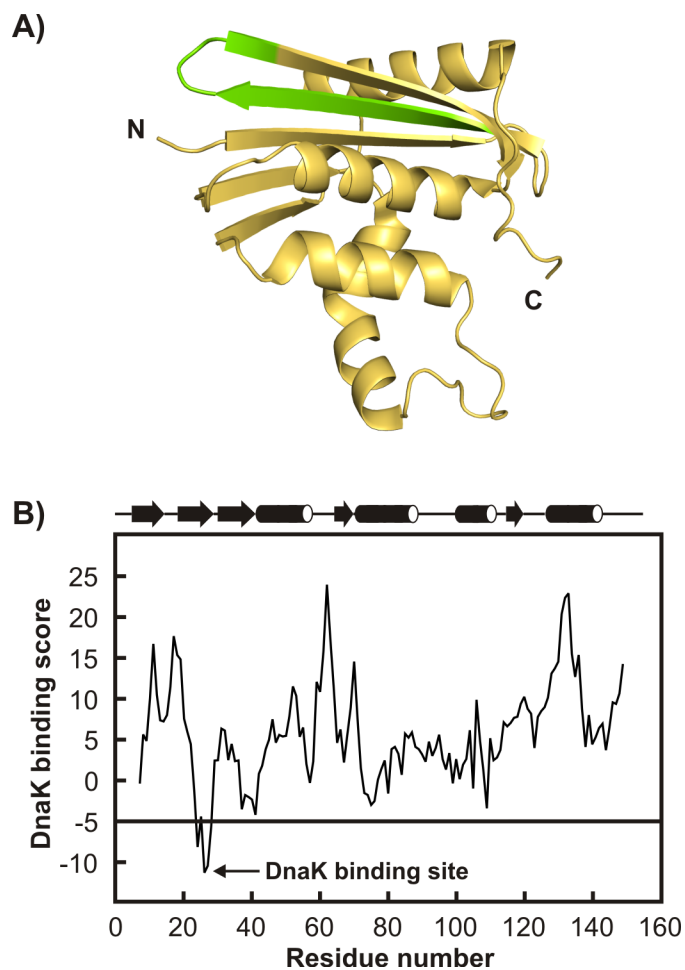 A)
N
C
B)
DnaK binding score
25
20
15
10
5
0
-5
-10
DnaK binding site
0 20 40 60 80 100 120 140 160
Residue number